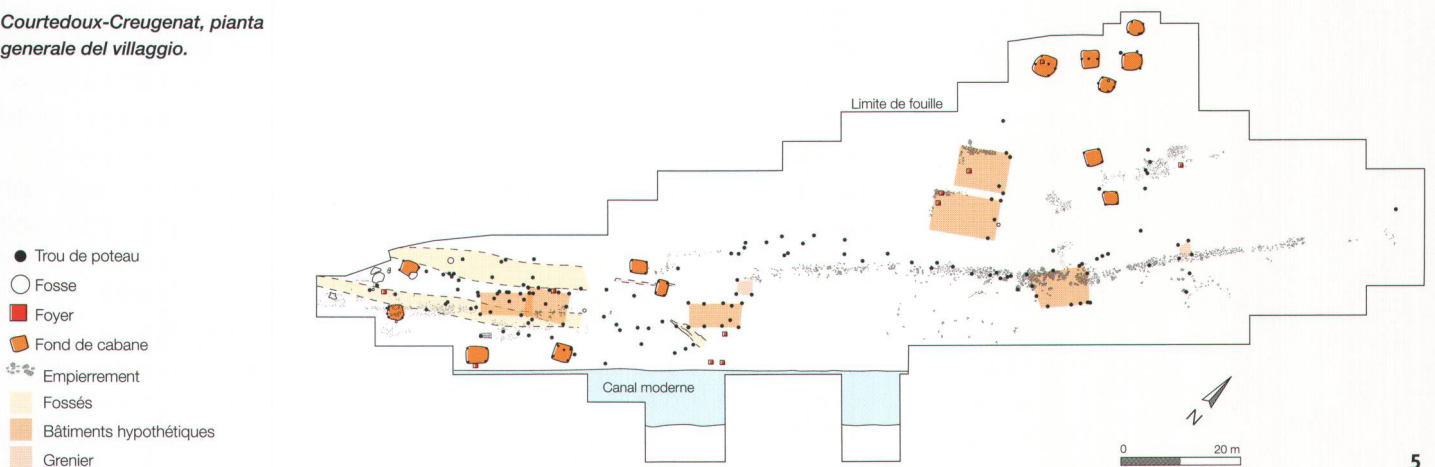 Courtedoux-Creugenat, pianta
generale del villaggio.
Limite de fouille
Trou de poteau
Fosse
Foyer
Fond de cabane
Empierrement
Fossés
Bâtiments hypothétiques
Grenier
Canal moderne
N
0 20 m
5